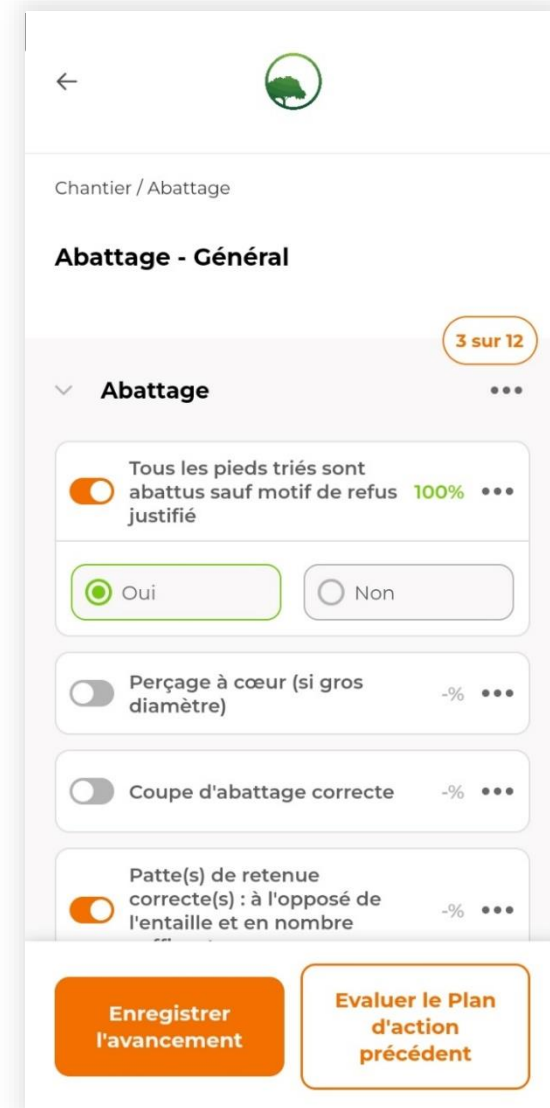 Chantier / Abattage
Abattage - Général
3 sur 12
Abattage
Tous les pieds triés sont
abattus sauf motif de refus
justifié
100%
Oui
Non
Perçage à cœur (si gros
diamètre)
-%
Coupe d'abattage correcte
-%
Patte(s) de retenue
correcte(s) : à l'opposé de
l'entaille et en nombre
-%
Enregistrer
l'avancement
Evaluer le Plan
d'action
précédent